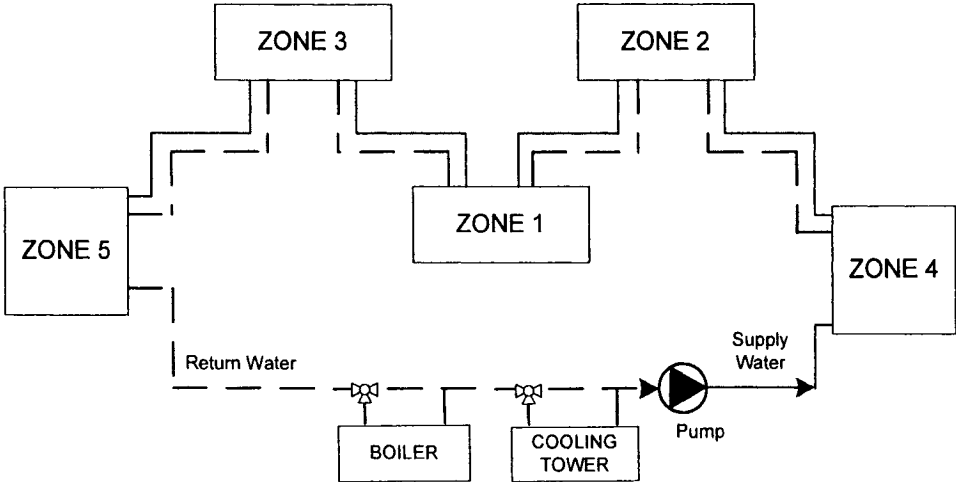 ZONE 3
ZONE 2
ZONE 1
ZONE 5
ZONE 4
Return Water
Supply
Water
Pump
BOILER
COOLING
TOWER